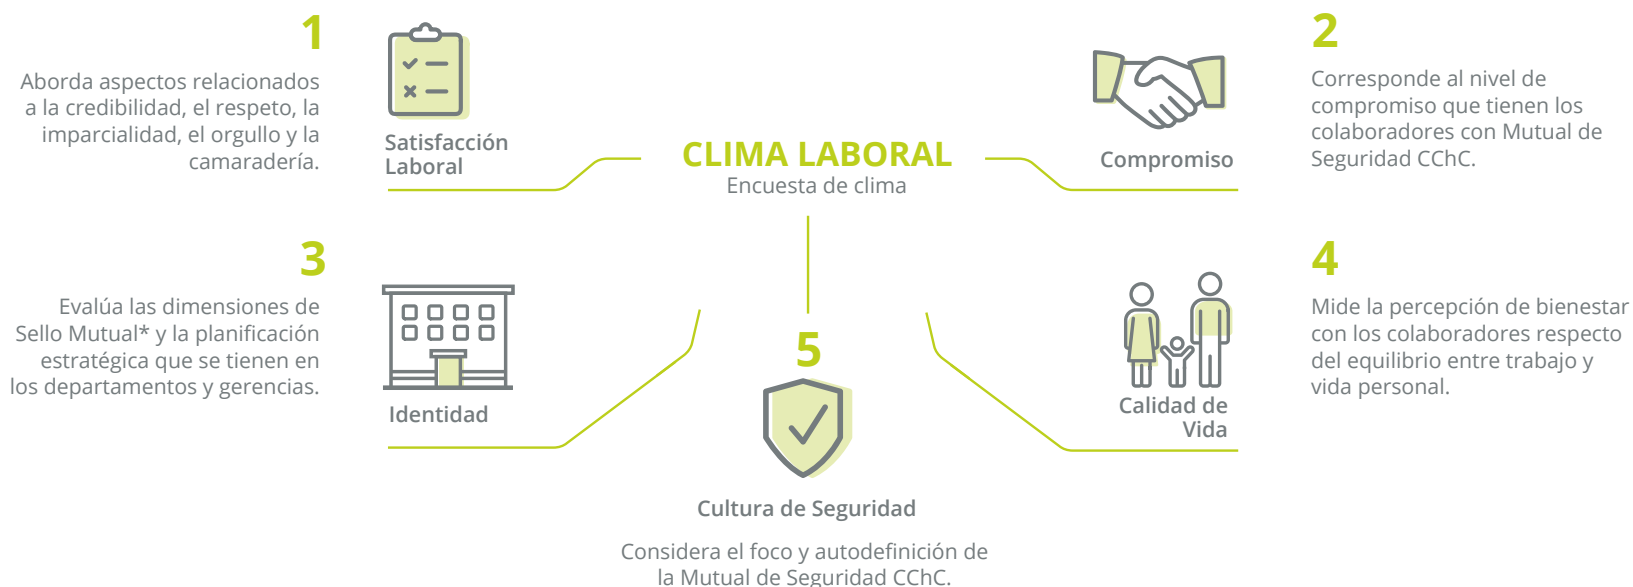 CLIMA LABORAL
Encuesta de clima
1
Aborda aspectos relacionados
a la credibilidad, el respeto, la
imparcialidad, el orgullo y la
camaradería.
Satisfacción
Laboral
2
Corresponde al nivel de
compromiso que tienen los
colaboradores con Mutual de
Seguridad CChC.
Compromiso
3
Evalúa las dimensiones de
Sello Mutual* y la planificación
estratégica que se tienen en
los departamentos y gerencias.
Identidad
4
Mide la percepción de bienestar
con los colaboradores respecto
del equilibrio entre trabajo y
vida personal.
Calidad de
Vida
5
Cultura de Seguridad
Considera el foco y autodefinición de
la Mutual de Seguridad CChC.